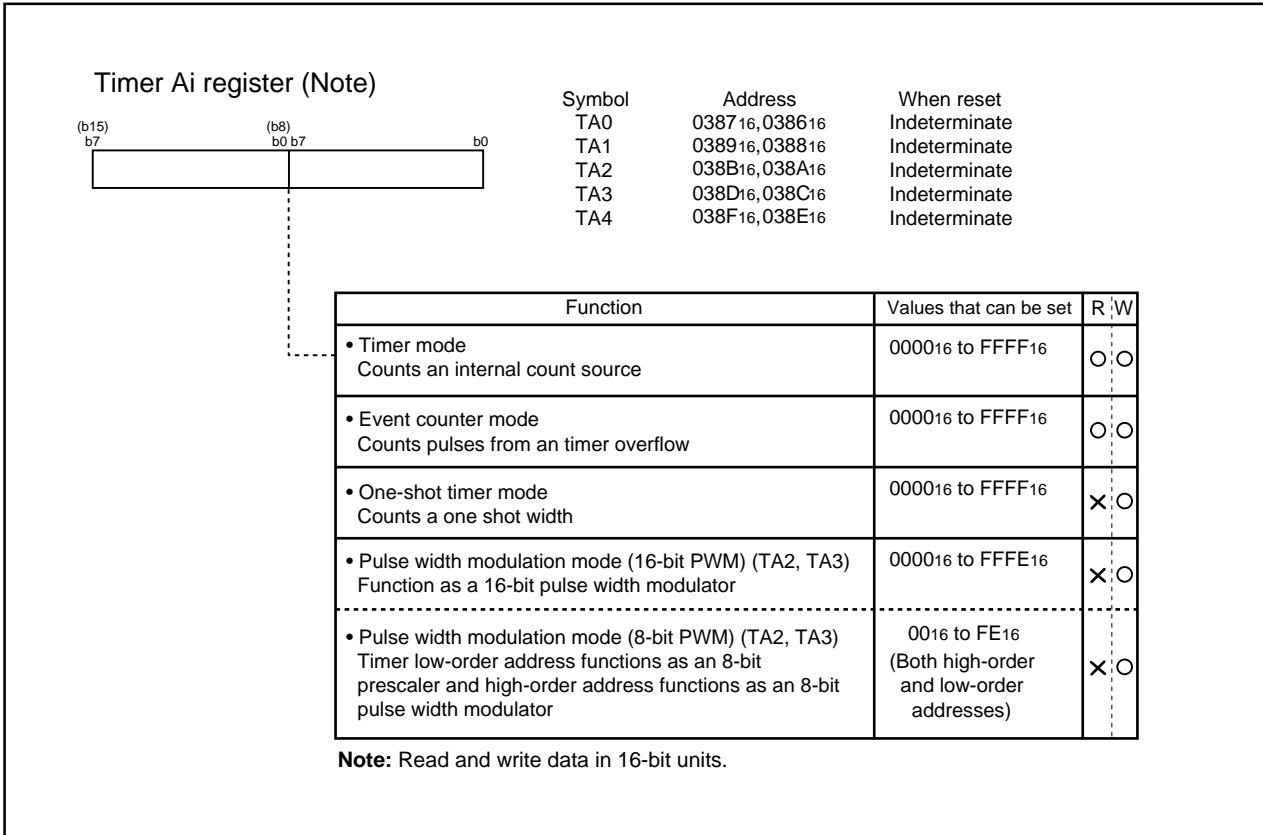 Timer Ai register (Note)
(b15) (b8)
b7 b0 b7 b0
Symbol Address When reset
TA0 038716,038616 Indeterminate
TA1 038916,038816 Indeterminate
TA2 038B16,038A16 Indeterminate
TA3 038D16,038C16 Indeterminate
TA4 038F16,038E16 Indeterminate
Function Values that can be set R W
• Timer mode 000016 to FFFF16
Counts an internal count source
• Event counter mode 000016 to FFFF16
Counts pulses from an timer overflow
• One-shot timer mode 000016 to FFFF16
Counts a one shot width
• Pulse width modulation mode (16-bit PWM) (TA2, TA3) 000016 to FFFE16
Function as a 16-bit pulse width modulator
• Pulse width modulation mode (8-bit PWM) (TA2, TA3) 0016 to FE16
Timer low-order address functions as an 8-bit (Both high-order
prescaler and high-order address functions as an 8-bit and low-order
pulse width modulator addresses)
Note: Read and write data in 16-bit units.